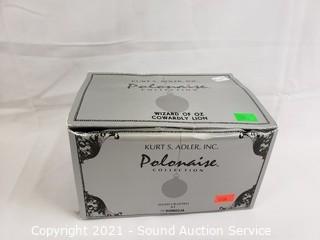 KURT S. ADLER, INC.
Polonaise
COLLECTION
WIZARD OF OZ
COWARDLY LION
KURT S. ADLER, INC.
Polonaise
COLLECTION
Copyright 2021 - Auction Service